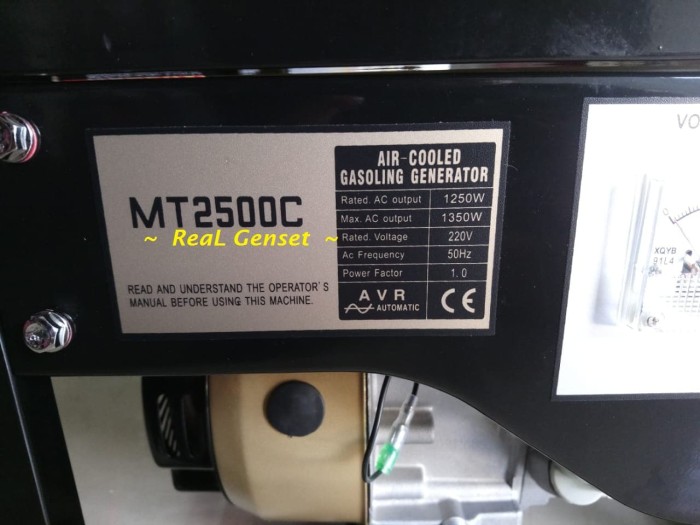 AIR-COOLED
GASOLING GENERATOR
MT2500C
~ ReaL Genset ~
READ AND UNDERSTAND THE OPERATOR'S
MANUAL BEFORE USING THIS MACHINE.
Rated. AC output 1250W
Max. AC output 1350W
Rated. Voltage 220V
Ac Frequency 50Hz
Power Factor 1.0
AVR
AUTOMATIC
CE
VO
0
XQYB
91L4